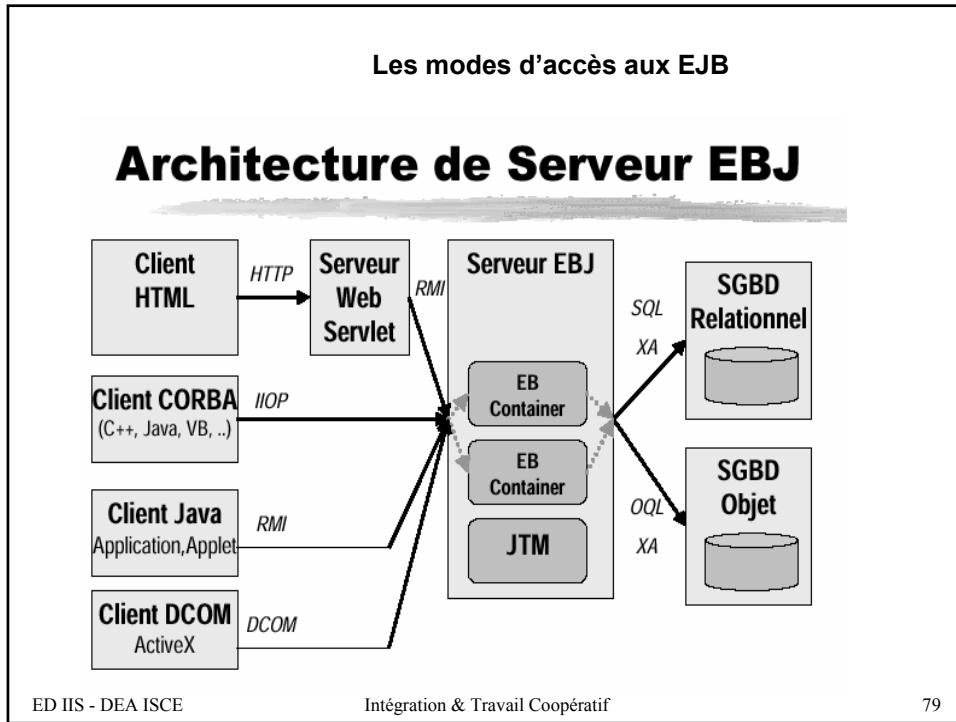 Les modes d'accès aux EJB
Architecture de Serveur EBJ
Client
HTML
HTTP
Serveur
Web
Servlet
RMI
Serveur EBJ
EB
Container
EB
Container
JTM
SQL
XA
SGBD
Relationnel
Client CORBA
(C++, Java, VB, ..)
IIOP
Client Java
Application,Applet
RMI
OQL
XA
SGBD
Objet
Client DCOM
ActiveX
DCOM
ED IIS - DEA ISCE
Intégration & Travail Coopératif
79